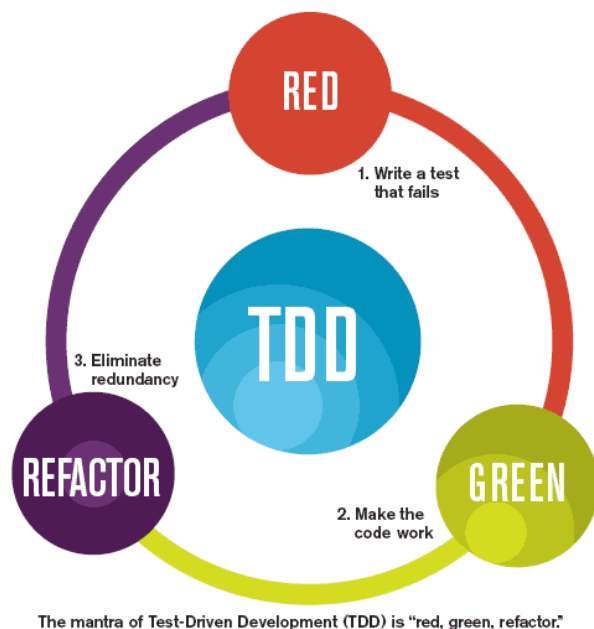 RED
1. Write a test
that fails
TDD
3. Eliminate
redundancy
REFACTOR
GREEN
2. Make the
code work
The mantra of Test-Driven Development (TDD) is “red, green, refactor.”